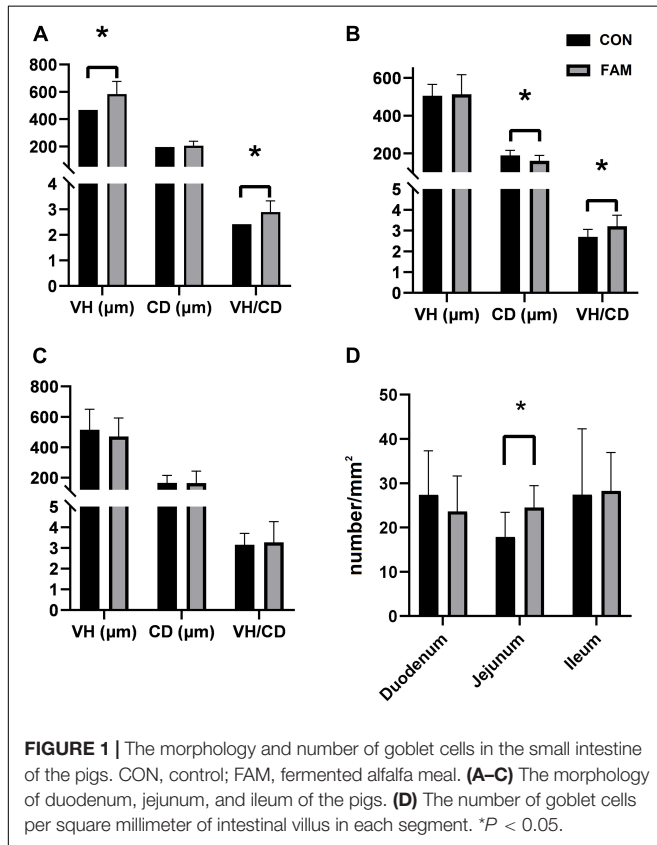 A
*
*
800
600
400
200
4
3
2
1
0
VH (µm) CD (µm) VH/CD
B
CON
FAM
*
*
600
400
200
5
4
3
2
1
0
VH (µm) CD (µm) VH/CD
C
800
600
400
200
5
4
3
2
1
0
VH (µm) CD (µm) VH/CD
D
*
number/mm²
50
40
30
20
10
0
Duodenum
Jejunum
Ileum
FIGURE 1 | The morphology and number of goblet cells in the small intestine
of the pigs. CON, control; FAM, fermented alfalfa meal. (A–C) The morphology
of duodenum, jejunum, and ileum of the pigs. (D) The number of goblet cells
per square millimeter of intestinal villus in each segment. *P < 0.05.